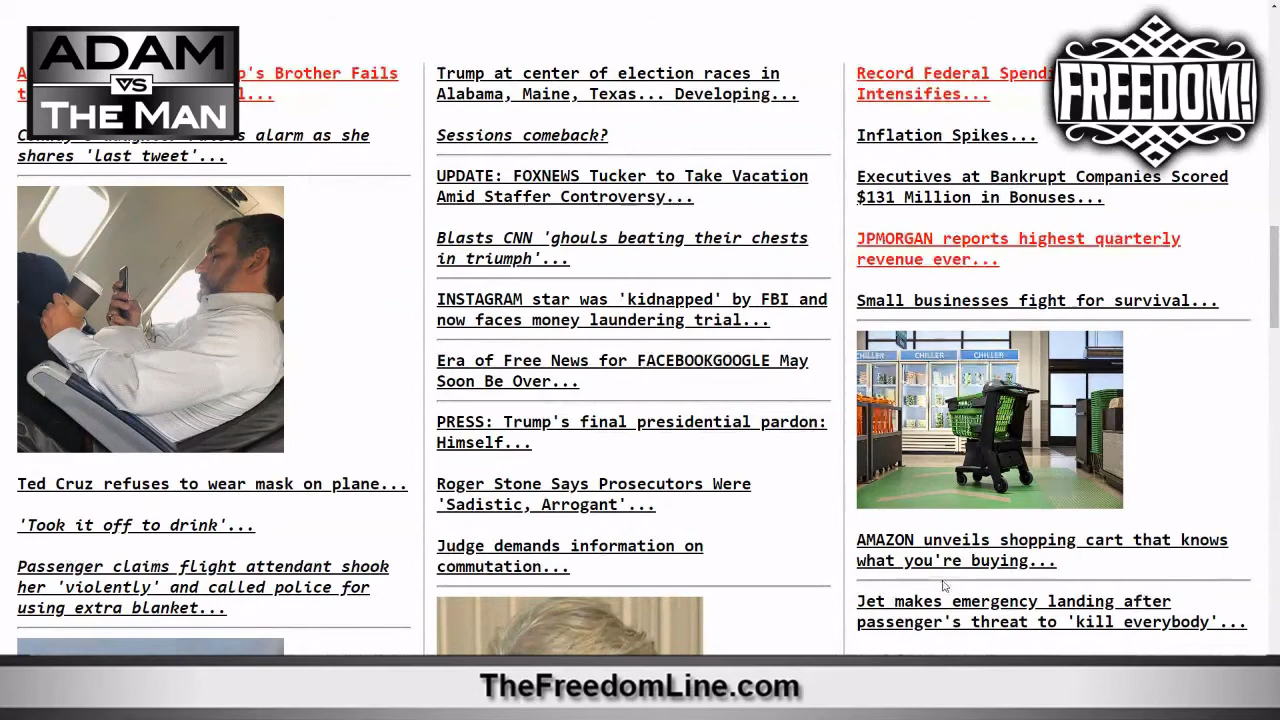 ADAM
VS
THE MAN
FREEDOM!
p's Brother Fails
alarm as she
shares 'last tweet'...
Ted Cruz refuses to wear mask on plane...
'Took it off to drink'...
Passenger claims flight attendant shook
her 'violently' and called police for
using extra blanket...
Trump at center of election races in
Alabama, Maine, Texas... Developing...
Sessions comeback?
UPDATE: FOXNEWS Tucker to Take Vacation
Amid Staffer Controversy...
Blasts CNN 'ghouls beating their chests
in triumph'...
INSTAGRAM star was 'kidnapped' by FBI and
now faces money laundering trial...
Era of Free News for FACEBOOKGOOGLE May
Soon Be Over...
PRESS: Trump's final presidential pardon:
Himself...
Roger Stone Says Prosecutors Were
'Sadistic, Arrogant'...
Judge demands information on
commutation...
Record Federal Spendi
Intensifies...
Inflation Spikes...
Executives at Bankrupt Companies Scored
$131 Million in Bonuses...
JPMORGAN reports highest quarterly
revenue ever...
Small businesses fight for survival...
CHILLER CHILLER CHILLER
AMAZON unveils shopping cart that knows
what you're buying...
Jet makes emergency landing after
passenger's threat to 'kill everybody'...
TheFreedomLine.com